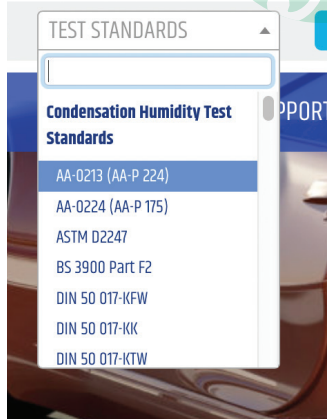 TEST STANDARDS
PPORT
Condensation Humidity Test
Standards
AA-0213 (AA-P 224)
AA-0224 (AA-P 175)
ASTM D2247
BS 3900 Part F2
DIN 50 017-KFW
DIN 50 017-KK
DIN 50 017-KTW